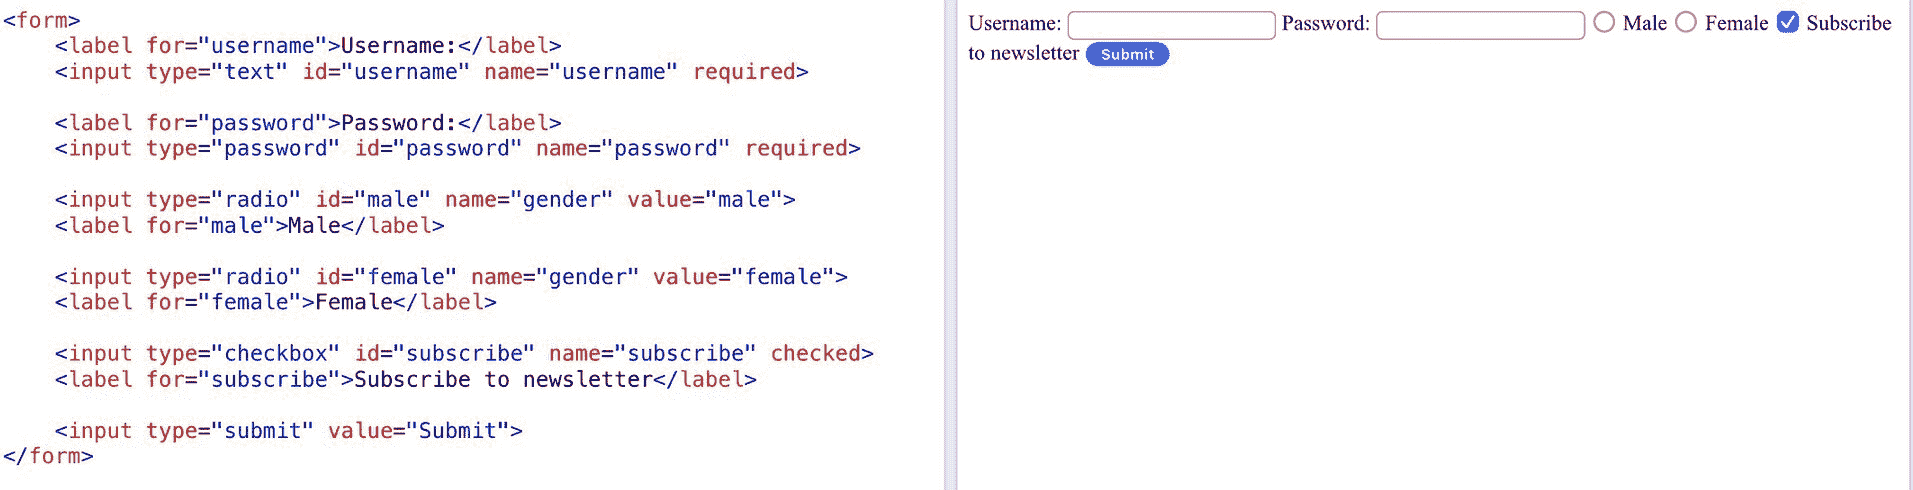 <form>
    <label for="username">Username:</label>
    <input type="text" id="username" name="username" required>
    <label for="password">Password:</label>
    <input type="password" id="password" name="password" required>
    <input type="radio" id="male" name="gender" value="male">
    <label for="male">Male</label>
    <input type="radio" id="female" name="gender" value="female">
    <label for="female">Female</label>
    <input type="checkbox" id="subscribe" name="subscribe" checked>
    <label for="subscribe">Subscribe to newsletter</label>
    <input type="submit" value="Submit">
</form>
Username: Password: Male Female Subscribe
to newsletter Submit